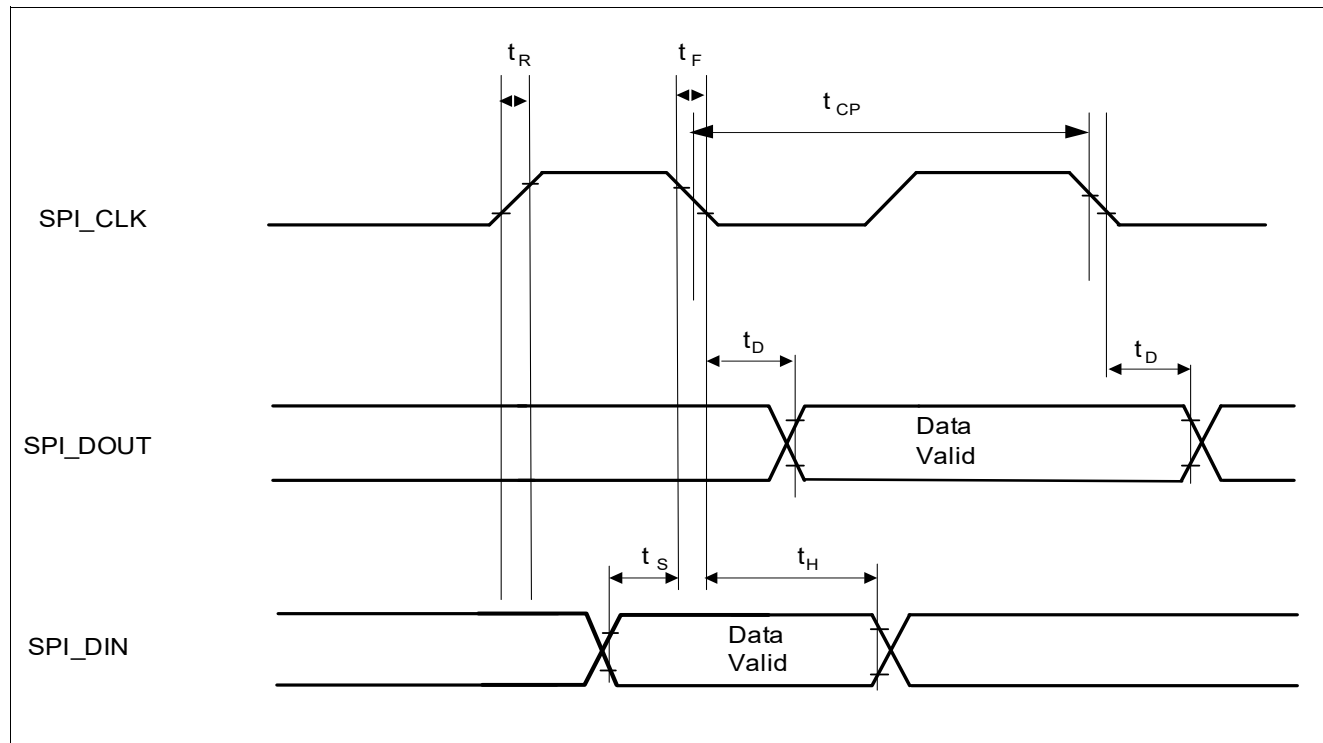 t R
t F
t CP
SPI_CLK
t D
t D
SPI_DOUT
Data
Valid
t S
t H
SPI_DIN
Data
Valid